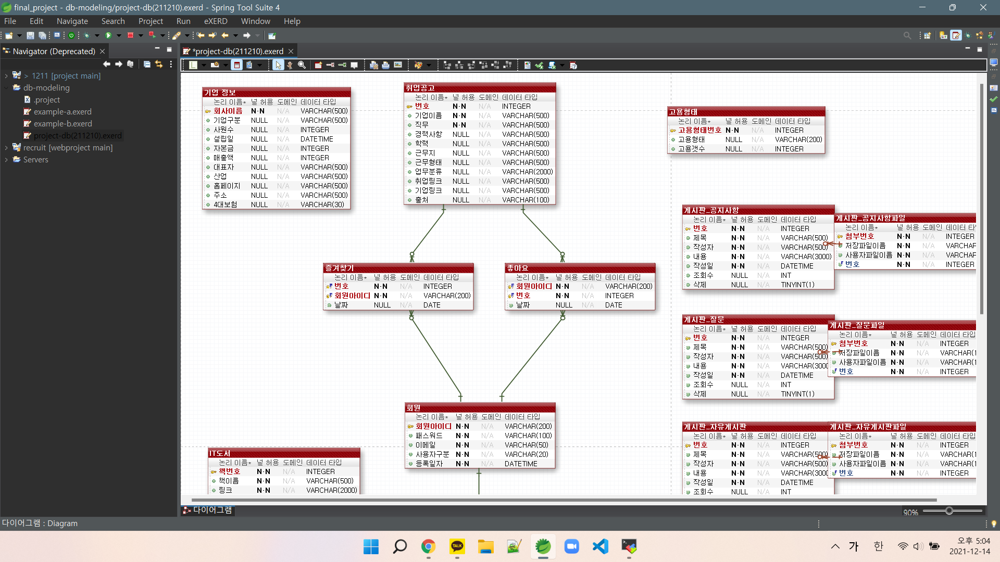 final_project - db-modeling/project-db(211210).exerd - Spring Tool Suite 4
File Edit Navigate Search Project Run eXERD Window Help
Navigator (Deprecated)
*project-db(211210).exerd
> 1211 [project main]
db-modeling
.project
example-a.exerd
example-b.exerd
project-db(211210).exerd
recruit [webproject main]
Servers
기업 정보
논리 이름* 널 허용 도메인 데이터 타입
회사이름 N-N N/A VARCHAR(500)
기업구분 NULL N/A VARCHAR(500)
사원수 NULL N/A INTEGER
설립일 NULL N/A DATETIME
자본금 NULL N/A INTEGER
매출액 NULL N/A INTEGER
대표자 NULL N/A VARCHAR(500)
산업 NULL N/A VARCHAR(500)
홈페이지 NULL N/A VARCHAR(500)
주소 NULL N/A VARCHAR(500)
4대보험 NULL N/A VARCHAR(30)
취업공고
논리 이름* 널 허용 도메인 데이터 타입
번호 N-N N/A INTEGER
기업이름 N-N N/A VARCHAR(500)
직무 N-N N/A VARCHAR(500)
경력사항 NULL N/A VARCHAR(500)
학력 NULL N/A VARCHAR(500)
근무지 NULL N/A VARCHAR(500)
근무형태 NULL N/A VARCHAR(500)
업무분류 NULL N/A VARCHAR(2000)
취업링크 NULL N/A VARCHAR(500)
기업링크 NULL N/A VARCHAR(500)
출처 NULL N/A VARCHAR(100)
고용형태
논리 이름* 널 허용 도메인 데이터 타입
고용형태번호 N-N N/A INTEGER
고용형태 NULL N/A VARCHAR(200)
고용갯수 NULL N/A INTEGER
게시판_공지사항
논리 이름* 널 허용 도메인 데이터 타입
번호 N-N N/A INTEGER
제목 N-N N/A VARCHAR(500)
작성자 N-N N/A VARCHAR(500)
내용 N-N N/A VARCHAR(3000)
작성일 N-N N/A DATETIME
조회수 NULL N/A INT
삭제 NULL N/A TINYINT(1)
게시판_공지사항파일
논리 이름* 널 허용 도메인 데이터 타
첨부번호 N-N N/A INTEGER
저장파일이름 N-N N/A VARCHAR
사용자파일이름 N-N N/A VARCHAR
번호 N-N N/A INTEGER
즐겨찾기
논리 이름* 널 허용 도메인 데이터 타입
번호 N-N N/A INTEGER
회원아이디 N-N N/A VARCHAR(200)
날짜 NULL N/A DATE
좋아요
논리 이름* 널 허용 도메인 데이터 타입
회원아이디 N-N N/A VARCHAR(200)
번호 N-N N/A INTEGER
날짜 NULL N/A DATE
게시판_질문
논리 이름* 널 허용 도메인 데이터 타입
번호 N-N N/A INTEGER
제목 N-N N/A VARCHAR(500)
작성자 N-N N/A VARCHAR(500)
내용 N-N N/A VARCHAR(3000
작성일 N-N N/A DATETIME
조회수 NULL N/A INT
삭제 NULL N/A TINYINT(1)
게시판_질문파일
논리 이름* 널 허용 도메인 데이터 타입
첨부번호 N-N N/A INTEGER
저장파일이름 N-N N/A VARCHAR(1
사용자파일이름 N-N N/A VARCHAR(1
번호 N-N N/A INTEGER
회원
논리 이름* 널 허용 도메인 데이터 타입
회원아이디 N-N N/A VARCHAR(200)
패스워드 N-N N/A VARCHAR(100)
이메일 N-N N/A VARCHAR(50)
사용자구분 N-N N/A VARCHAR(20)
등록일자 N-N N/A DATETIME
게시판_자유게시판
논리 이름* 널 허용 도메인 데이터 타입
번호 N-N N/A INTEGER
제목 N-N N/A VARCHAR(500)
작성자 N-N N/A VARCHAR(500)
내용 N-N N/A VARCHAR(3000
작성일 N-N N/A DATETIME
조회수 NULL N/A INT
게시판_자유게시판파일
논리 이름* 널 허용 도메인 데이터 타입
첨부번호 N-N N/A INTEGER
저장파일이름 N-N N/A VARCHAR(1
사용자파일이름 N-N N/A VARCHAR(1
번호 N-N N/A INTEGER
IT도서
논리 이름* 널 허용 도메인 데이터 타입
책번호 N-N N/A INTEGER
책이름 N-N N/A VARCHAR(500)
링크 N-N N/A VARCHAR(2000)
다이어그램
90%
다이어그램 : Diagram
TALK
가 한
오후 5:04
2021-12-14